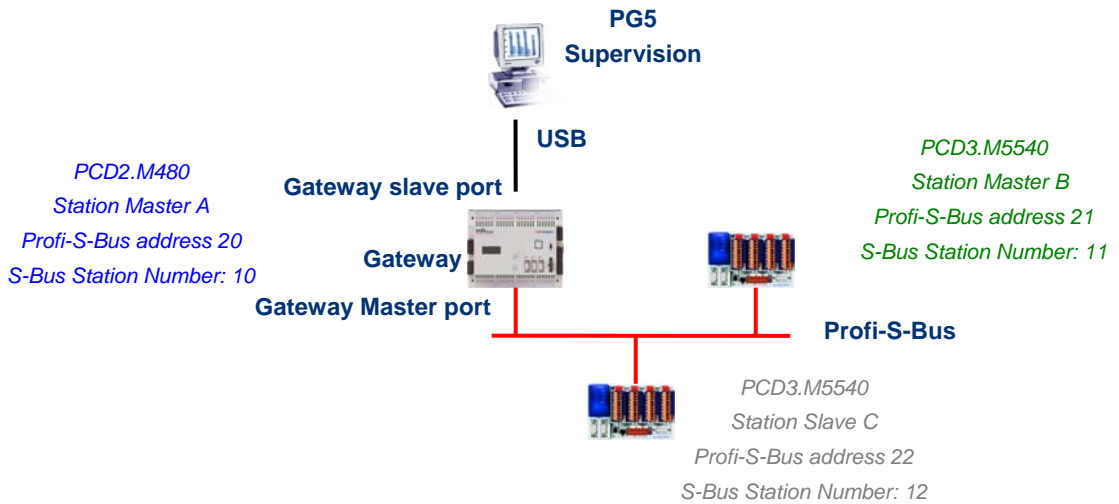 PG5
Supervision
USB
PCD2.M480
Station Master A
Profi-S-Bus address 20
S-Bus Station Number: 10
Gateway slave port
Gateway
Gateway Master port
PCD3.M5540
Station Master B
Profi-S-Bus address 21
S-Bus Station Number: 11
Profi-S-Bus
PCD3.M5540
Station Slave C
Profi-S-Bus address 22
S-Bus Station Number: 12